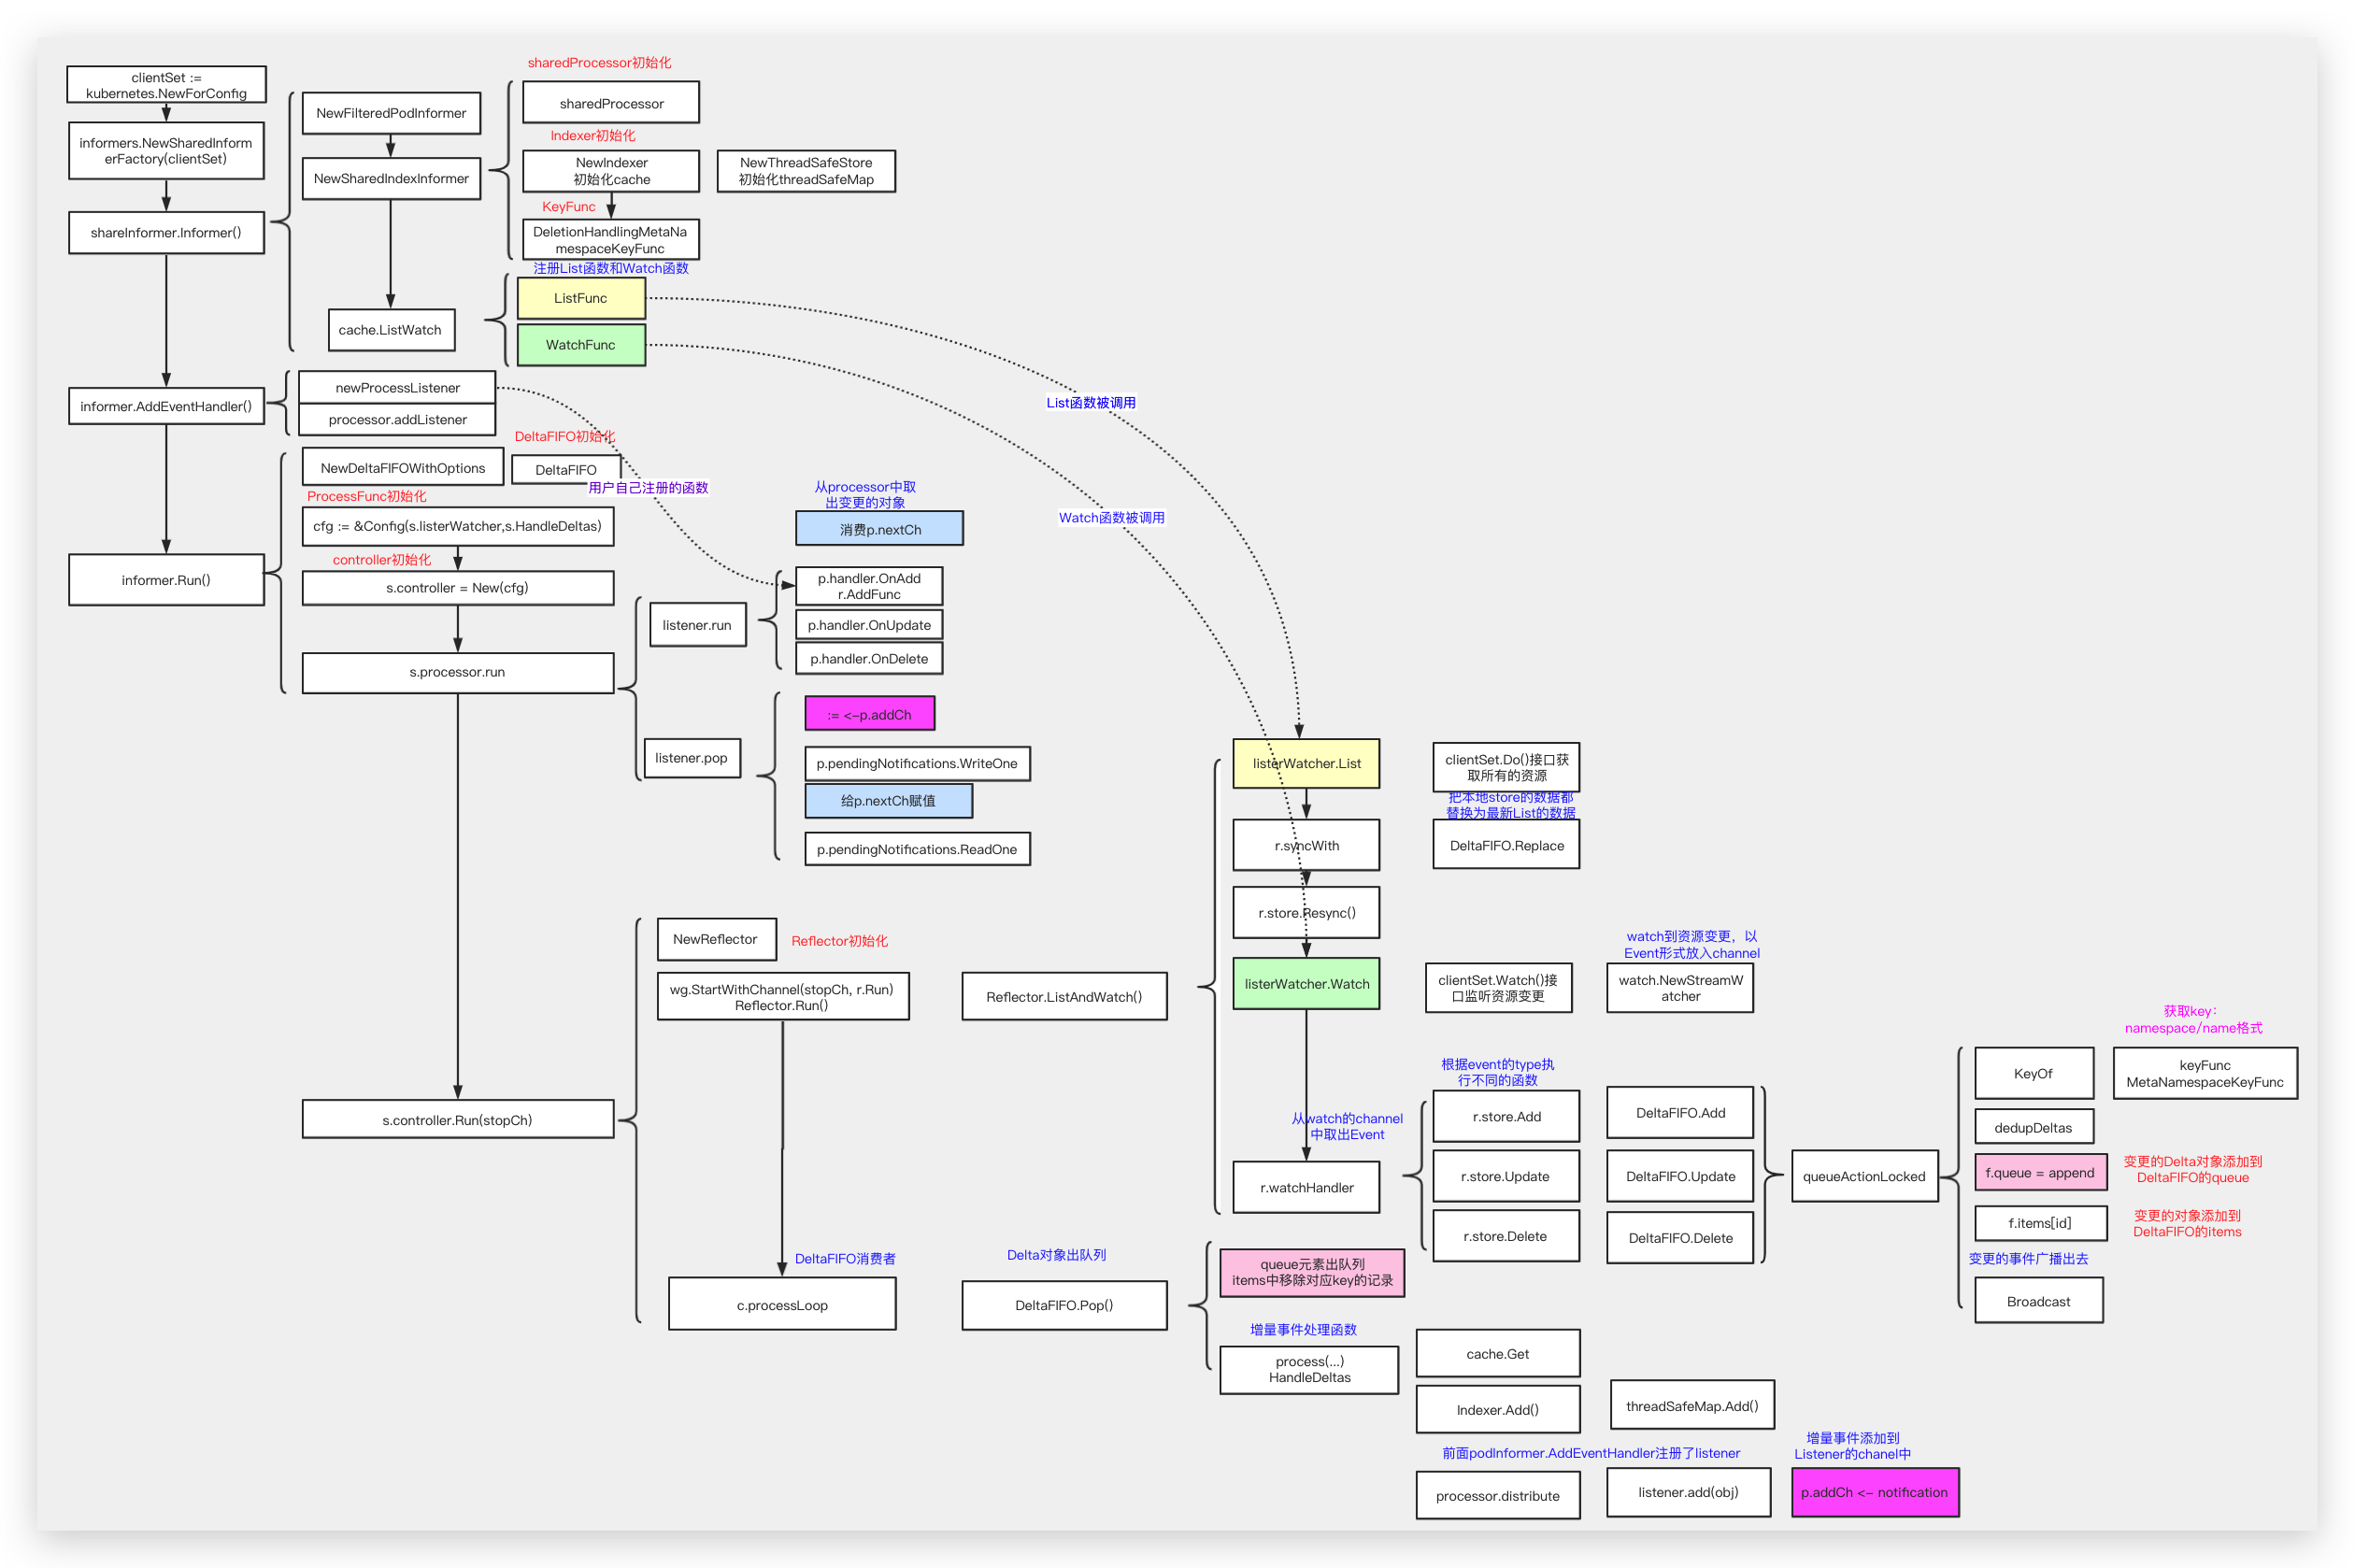 clientSet :=
kubernetes.NewForConfig
informers.NewSharedInform
erFactory(clientSet)
shareInformer.Informer()
NewFilteredPodInformer
NewSharedIndexInformer
sharedProcessor初始化
sharedProcessor
Indexer初始化
NewIndexer
初始化cache
NewThreadSafeStore
初始化threadSafeMap
KeyFunc
DeletionHandlingMetaNa
mespaceKeyFunc
cache.ListWatch
注册List函数和Watch函数
ListFunc
WatchFunc
List函数被调用
Watch函数被调用
informer.AddEventHandler()
newProcessListener
processor.addListener
用户自己注册的函数
informer.Run()
DeltaFIFO初始化
NewDeltaFIFOWithOptions
DeltaFIFO
ProcessFunc初始化
cfg := &Config(s.listerWatcher,s.HandleDeltas)
controller初始化
s.controller = New(cfg)
s.processor.run
listener.run
从processor中取
出变更的对象
消费p.nextCh
p.handler.OnAdd
r.AddFunc
p.handler.OnUpdate
p.handler.OnDelete
listener.pop
:= <-p.addCh
p.pendingNotifications.WriteOne
给p.nextCh赋值
p.pendingNotifications.ReadOne
s.controller.Run(stopCh)
NewReflector
Reflector初始化
wg.StartWithChannel(stopCh, r.Run)
Reflector.Run()
Reflector.ListAndWatch()
listerWatcher.List
clientSet.Do()接口获
取所有的资源
把本地store的数据都
替换为最新List的数据
r.syncWith
DeltaFIFO.Replace
r.store.Resync()
listerWatcher.Watch
clientSet.Watch()接
口监听资源变更
watch到资源变更，以
Event形式放入channel
watch.NewStreamW
atcher
从watch的channel
中取出Event
r.watchHandler
根据event的type执
行不同的函数
r.store.Add
r.store.Update
r.store.Delete
DeltaFIFO.Add
DeltaFIFO.Update
DeltaFIFO.Delete
queueActionLocked
获取key：
namespace/name格式
KeyOf
keyFunc
MetaNamespaceKeyFunc
dedupDeltas
f.queue = append
变更的Delta对象添加到
DeltaFIFO的queue
f.items[id]
变更的对象添加到
DeltaFIFO的items
变更的事件广播出去
Broadcast
DeltaFIFO消费者
c.processLoop
Delta对象出队列
DeltaFIFO.Pop()
queue元素出队列
items中移除对应key的记录
增量事件处理函数
process(...)
HandleDeltas
cache.Get
Indexer.Add()
threadSafeMap.Add()
前面podInformer.AddEventHandler注册了listener
processor.distribute
listener.add(obj)
增量事件添加到
Listener的chanel中
p.addCh <- notification